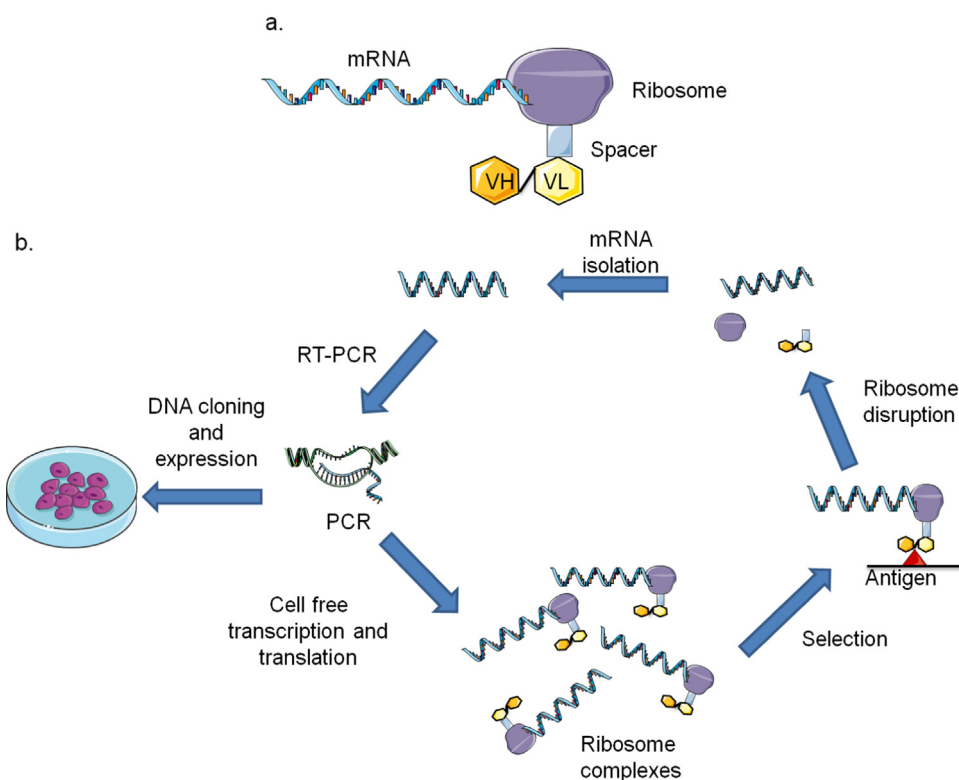 a.
mRNA
Ribosome
Spacer
VH
VL
b.
mRNA
isolation
RT-PCR
Ribosome
disruption
DNA cloning
and
expression
PCR
Antigen
Cell free
transcription and
translation
Selection
Ribosome
complexes